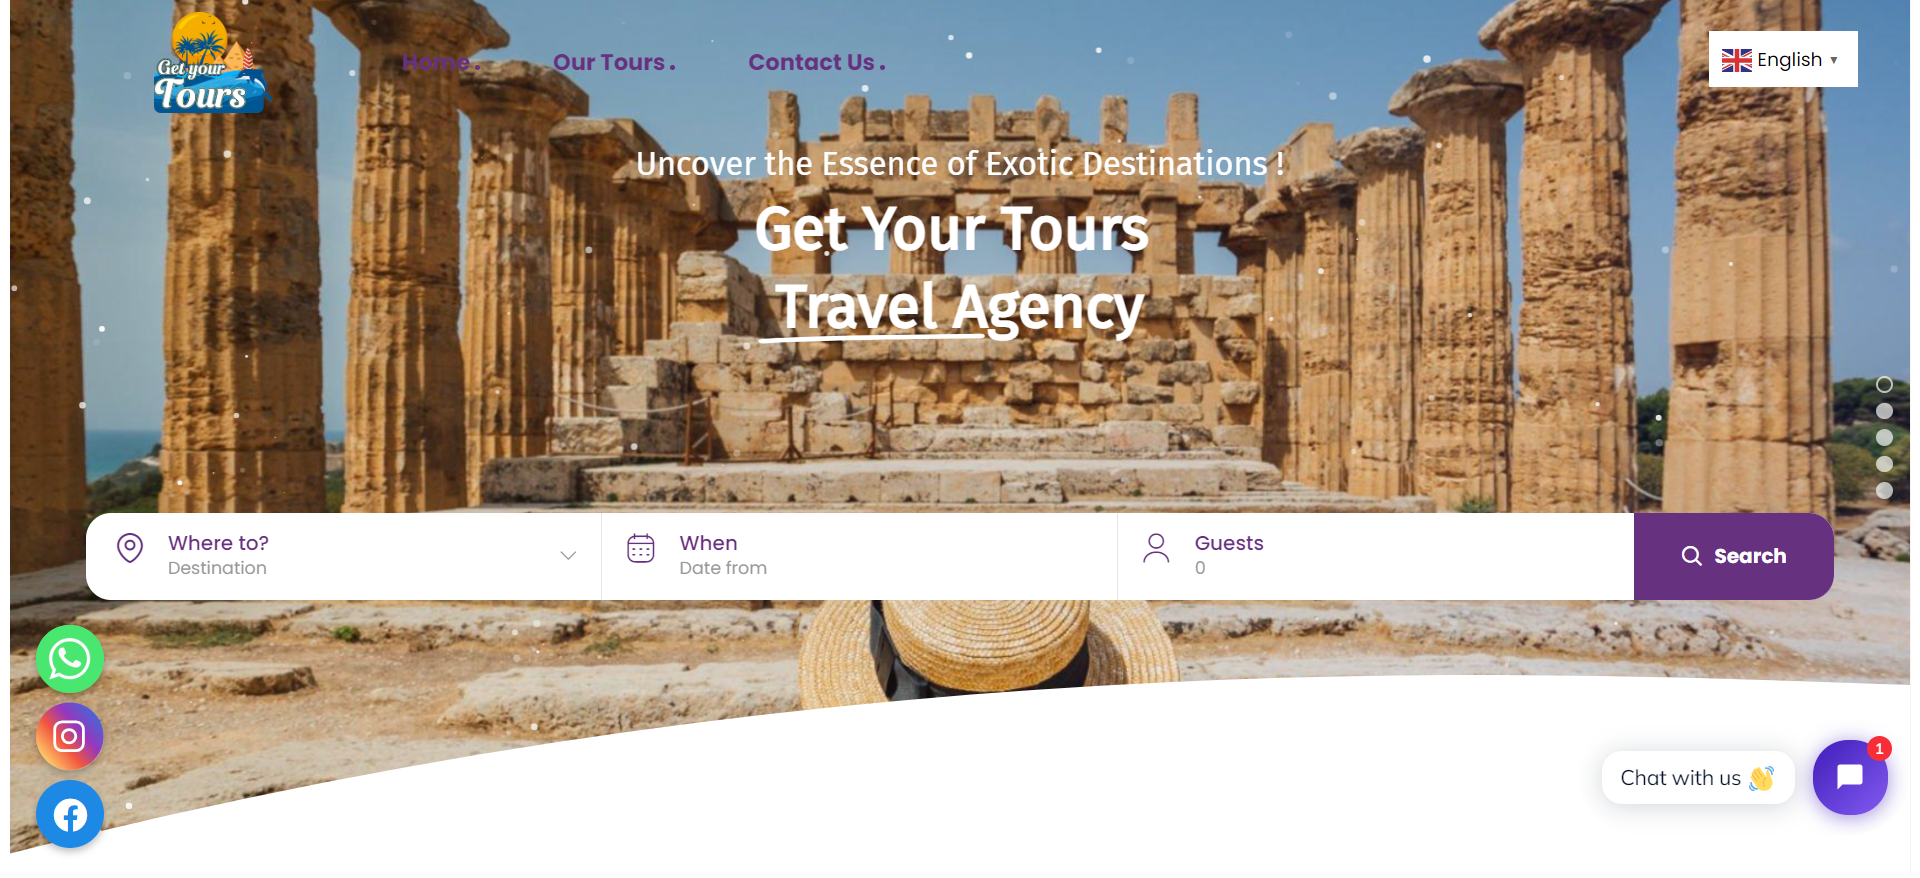 Get your
Tours
Home.
Our Tours.
Contact Us.
English ▼
Uncover the Essence of Exotic Destinations !
Get Your Tours
Travel Agency
Where to?
Destination
When
Date from
Guests
0
Search
Chat with us 👋
1